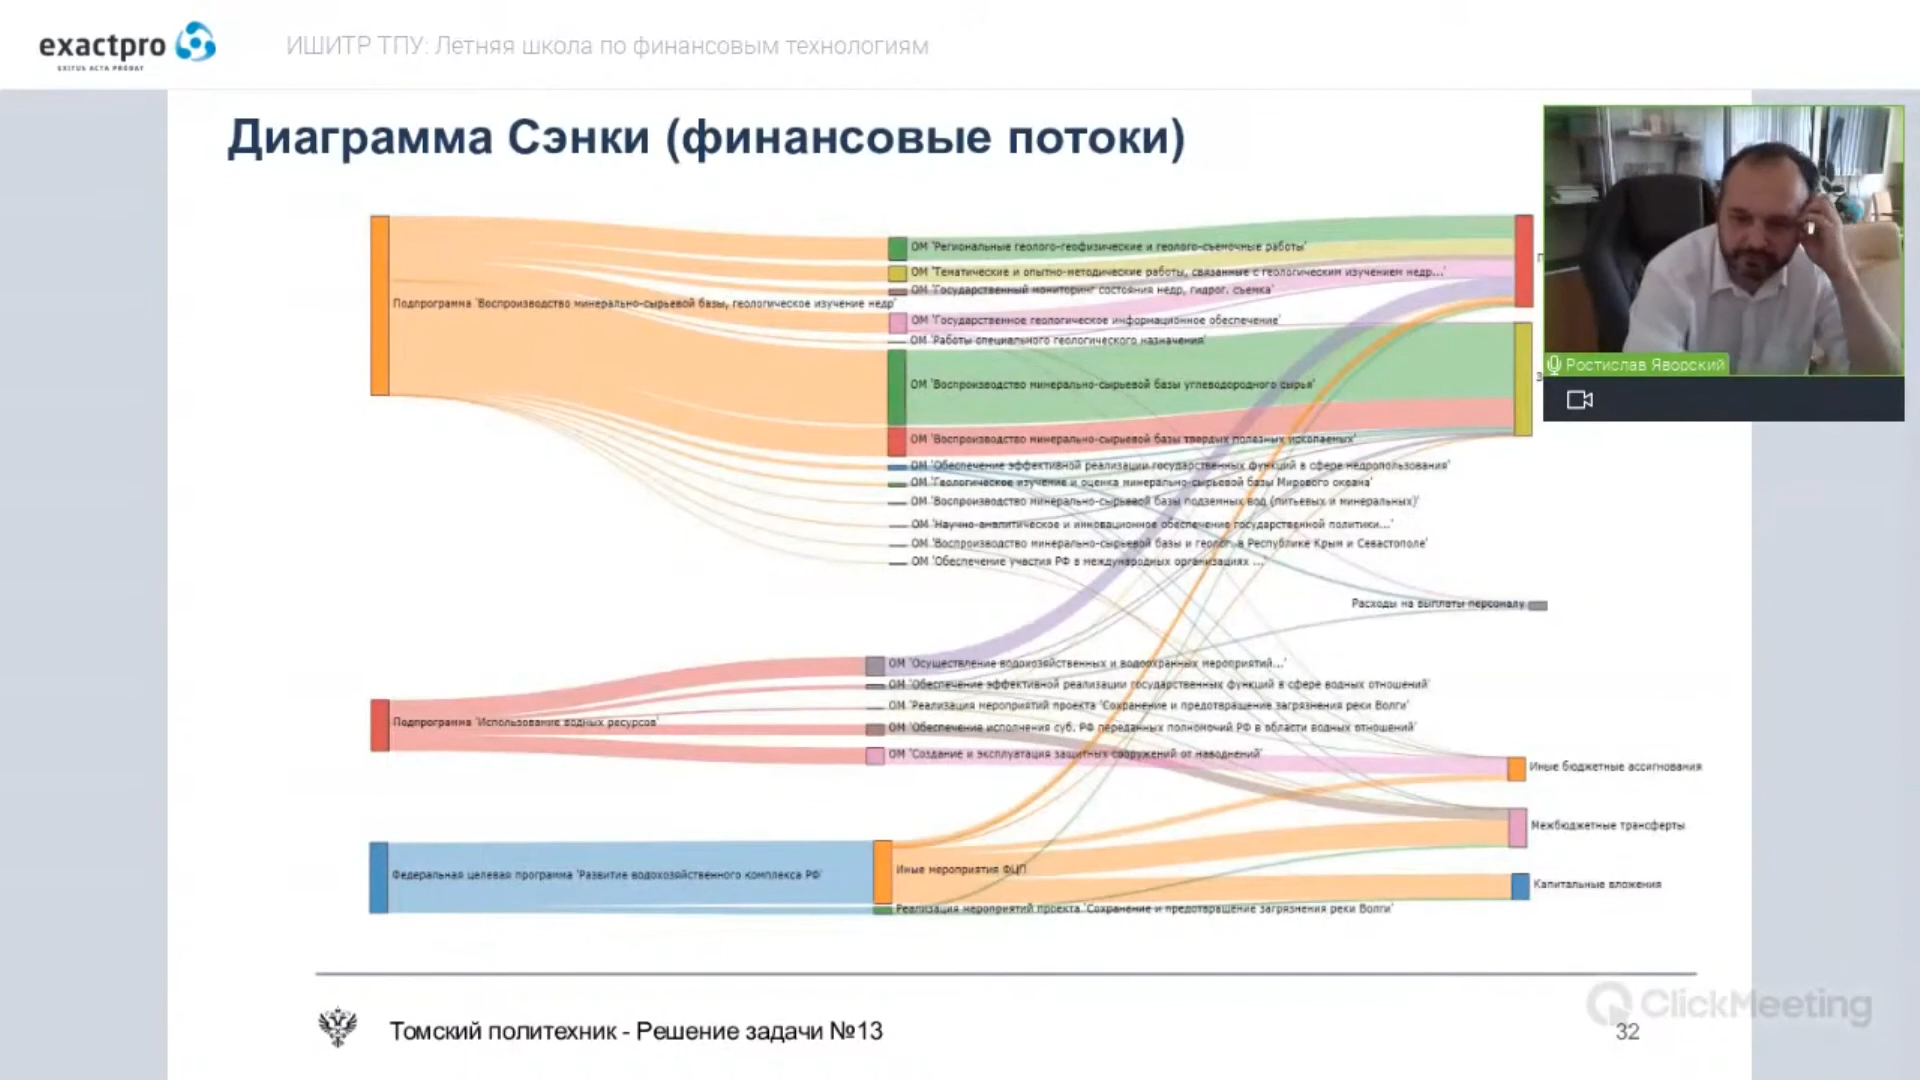 exactpro
EXITUS ACTA PROBAT
ИШИТР ТПУ: Летняя школа по финансовым технологиям
Диаграмма Сэнки (финансовые потоки)
Ростислав Яворский
Подпрограмма 'Воспроизводство минерально-сырьевой базы, геологическое изучение недр'
ОМ 'Региональные геолого-геофизические и геолого-съемочные работы'
ОМ 'Тематические и опытно-методические работы, связанные с геологическим изучением недр...'
ОМ 'Государственный мониторинг состояния недр, гидрог. съемка'
ОМ 'Государственное геологическое информационное обеспечение'
ОМ 'Работы специального геологического назначения'
ОМ 'Воспроизводство минерально-сырьевой базы углеводородного сырья'
ОМ 'Воспроизводство минерально-сырьевой базы твердых полезных ископаемых'
ОМ 'Обеспечение эффективной реализации государственных функций в сфере недропользования'
ОМ 'Геологическое изучение и оценка минерально-сырьевой базы Мирового океана'
ОМ 'Воспроизводство минерально-сырьевой базы подземных вод (питьевых и минеральных)'
ОМ 'Научно-аналитическое и инновационное обеспечение государственной политики...'
ОМ 'Воспроизводство минерально-сырьевой базы и геолог. в Республике Крым и Севастополе'
ОМ 'Обеспечение участия РФ в международных организациях ...'
Расходы на выплаты персоналу
Подпрограмма 'Использование водных ресурсов'
ОМ 'Осуществление водохозяйственных и водоохранных мероприятий...'
ОМ 'Обеспечение эффективной реализации государственных функций в сфере водных отношений'
ОМ 'Реализация мероприятий проекта 'Сохранение и предотвращение загрязнения реки Волги'
ОМ 'Обеспечение исполнения суб. РФ переданных полномочий РФ в области водных отношений'
ОМ 'Создание и эксплуатация защитных сооружений от наводнений'
Иные бюджетные ассигнования
Межбюджетные трансферты
Федеральная целевая программа 'Развитие водохозяйственного комплекса РФ'
Иные мероприятия ФЦП
Капитальные вложения
Реализация мероприятий проекта 'Сохранение и предотвращение загрязнения реки Волги'
Томский политехник - Решение задачи №13
ClickMeeting
32